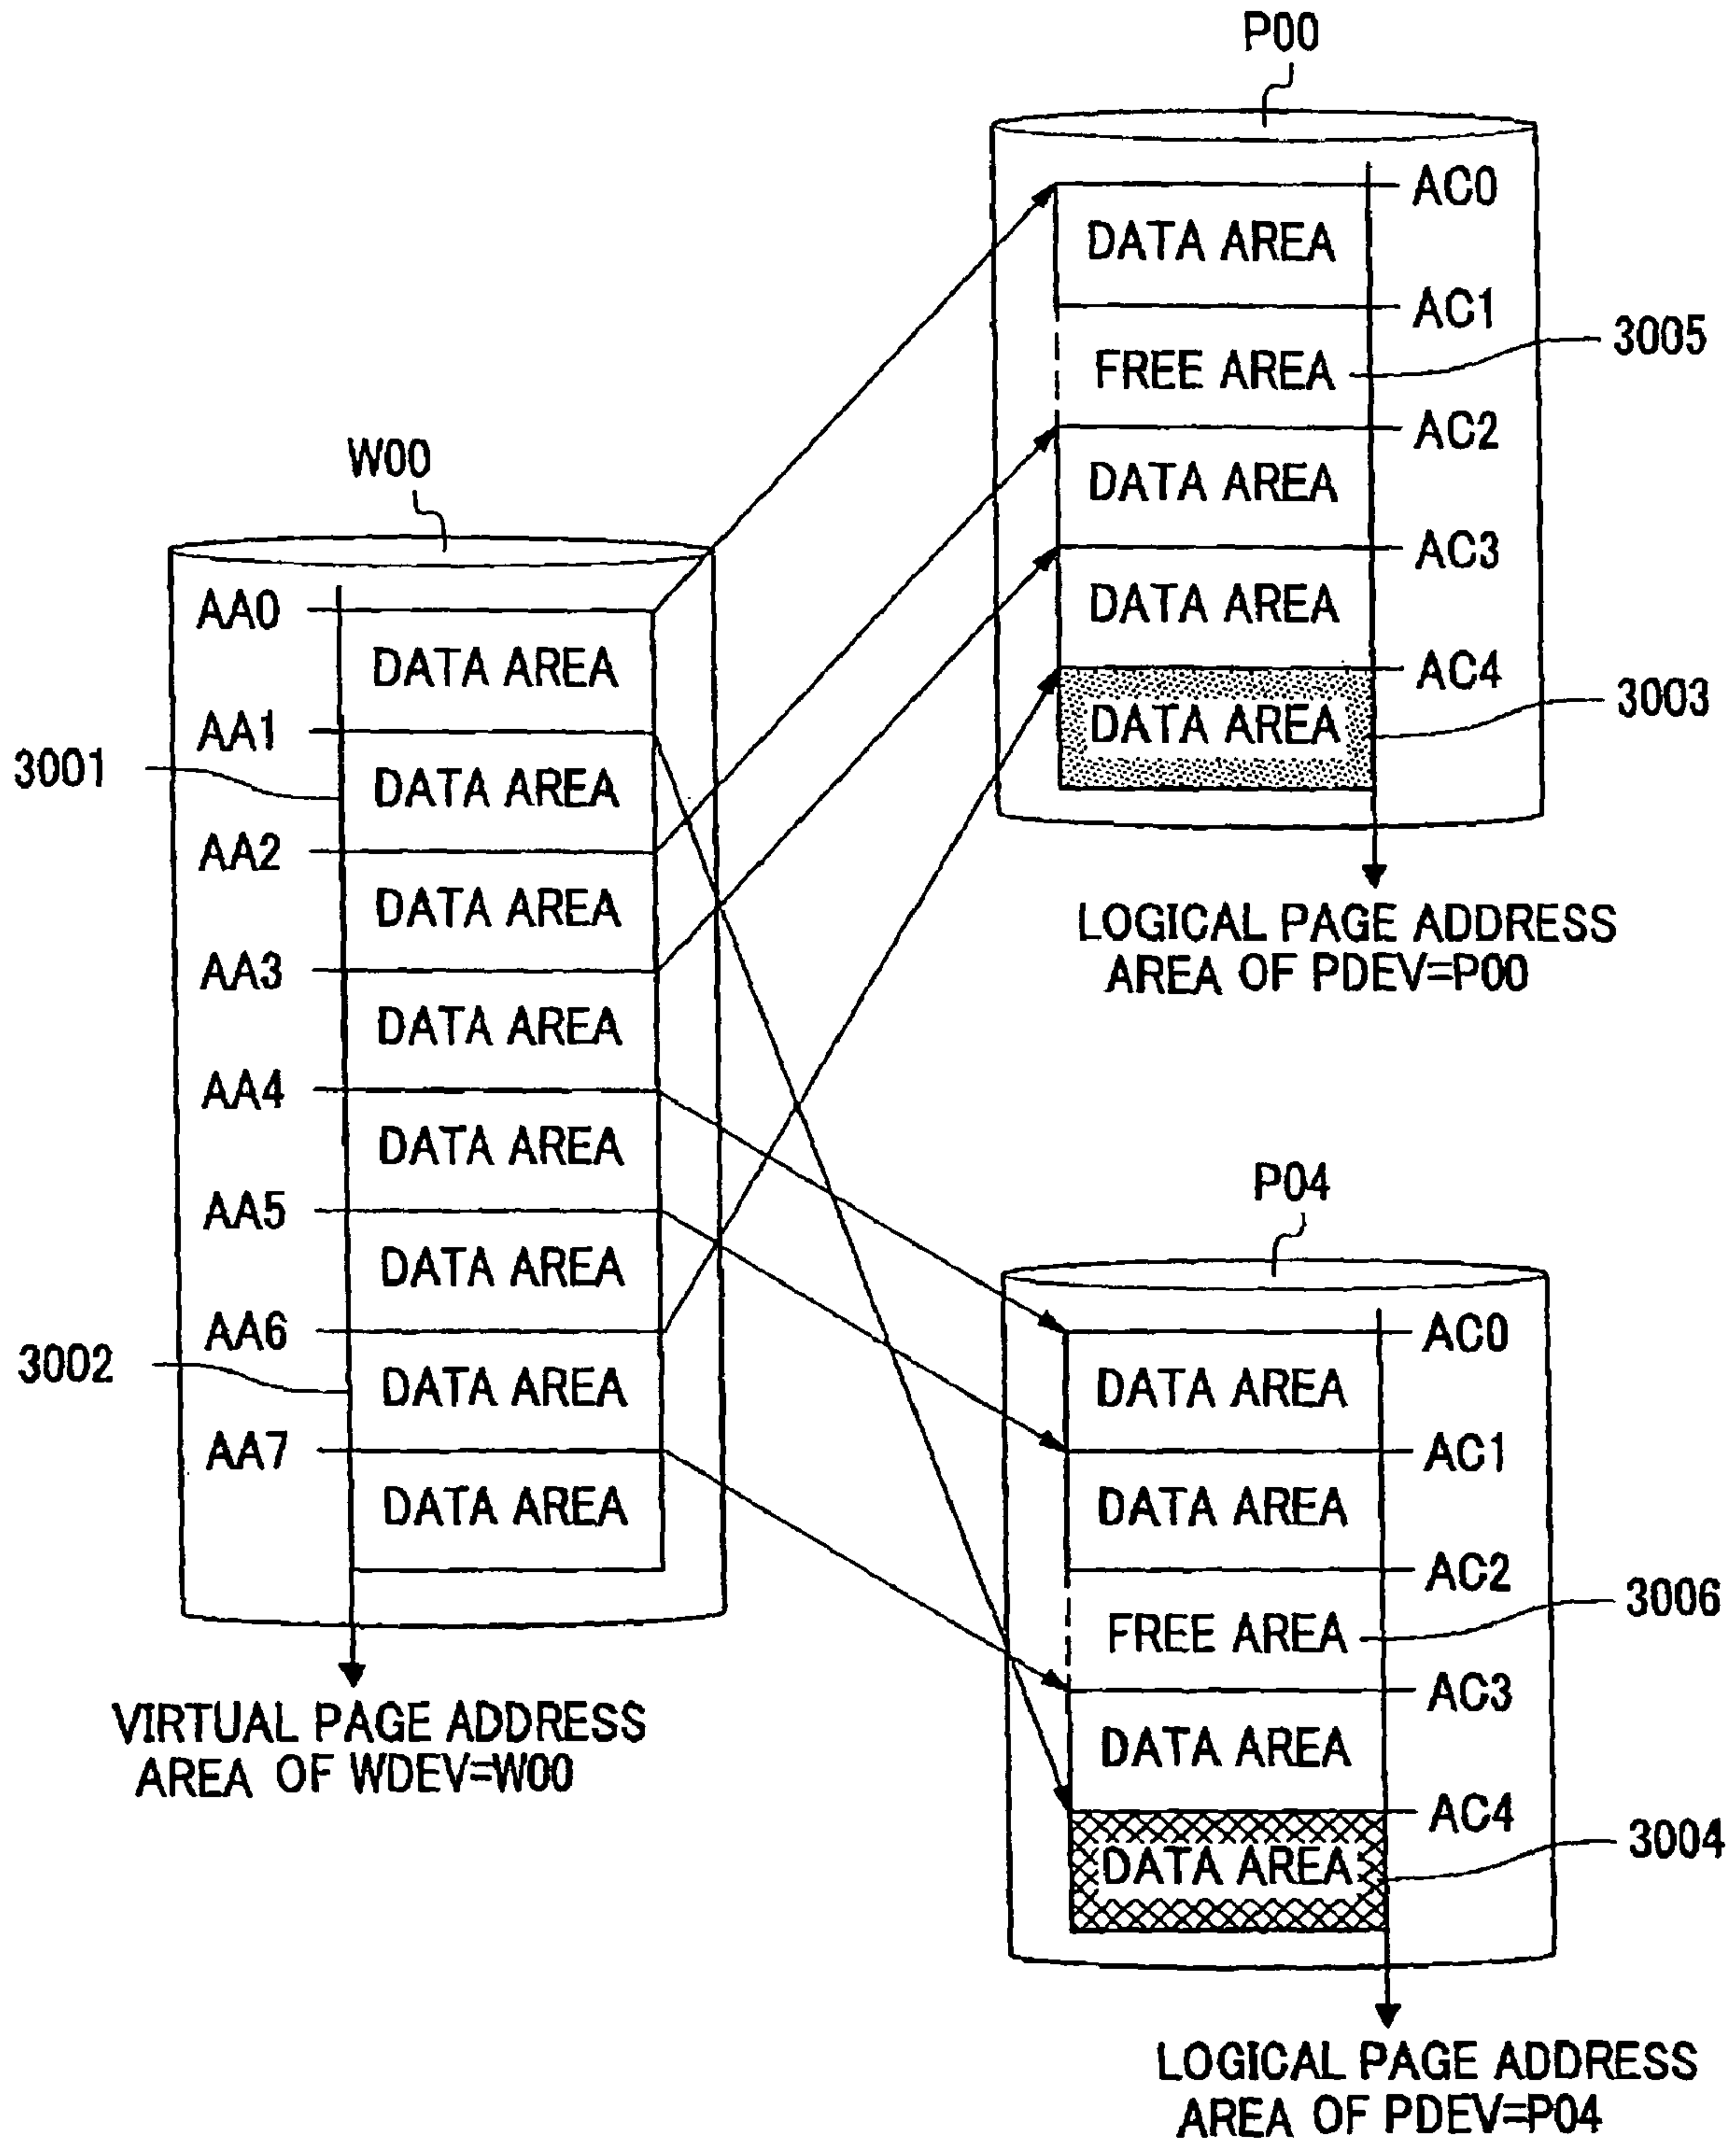 P00
AC0
DATA AREA
AC1
3005
FREE AREA
AC2
DATA AREA
AC3
DATA AREA
AC4
3003
DATA AREA
LOGICAL PAGE ADDRESS
AREA OF PDEV=P00
W00
AA0
DATA AREA
AA1
3001
DATA AREA
AA2
DATA AREA
AA3
DATA AREA
AA4
DATA AREA
AA5
DATA AREA
AA6
3002
DATA AREA
AA7
DATA AREA
VIRTUAL PAGE ADDRESS
AREA OF WDEV=W00
P04
AC0
DATA AREA
AC1
DATA AREA
AC2
3006
FREE AREA
AC3
DATA AREA
AC4
3004
DATA AREA
LOGICAL PAGE ADDRESS
AREA OF PDEV=P04